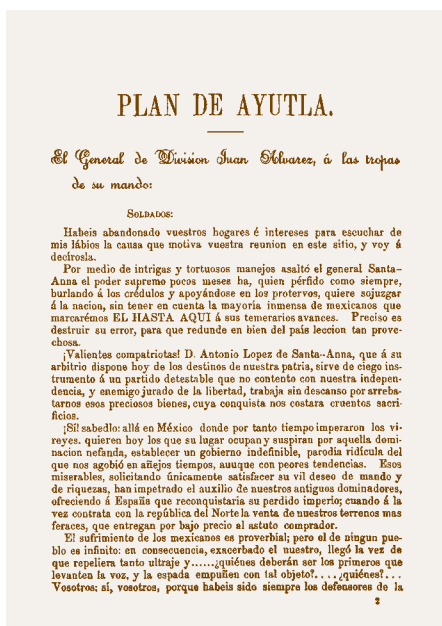 PLAN DE AYUTLA.
El General de Division Juan Alvarez, á las tropas
de su mando:
SOLDADOS:
Habeis abandonado vuestros hogares é intereses para escuchar de
mis lábios la causa que motiva vuestra reunion en este sitio, y voy á
decírosla.
Por medio de intrigas y tortuosos manejos asaltó el general Santa-
Anna el poder supremo pocos meses ha, quien pérfido como siempre,
burlando á los crédulos y apoyándose en los protervos, quiere sojuzgar
á la nacion, sin tener en cuenta la mayoría inmensa de mexicanos que
marcarémos EL HASTA AQUI á sus temerarios avances. Preciso es
destruir su error, para que redunde en bien del país leccion tan prove-
chosa.
¡Valientes compatriotas! D. Antonio Lopez de Santa-Anna, que á su
arbitrio dispone hoy de los destinos de nuestra patria, sirve de ciego ins-
trumento á un partido detestable que no contento con nuestra indepen-
dencia, y enemigo jurado de la libertad, trabaja sin descanso por arreba-
tarnos esos preciosos bienes, cuya conquista nos costara cruentos sacri-
ficios.
¡Sí! sabedlo: allá en México donde por tanto tiempo imperaron los vi-
reyes. quieren hoy los que su lugar ocupan y suspiran por aquella domi-
nacion nefanda, establecer un gobierno indefinible, parodia ridícula del
que nos agobió en añejos tiempos, auuque con peores tendencias. Esos
miserables, solicitando únicamente satisfacer su vil deseo de mando y
de riquezas, han impetrado el auxilio de nuestros antiguos dominadores,
ofreciendo á España que reconquistaria su perdido imperio; cuando á la
vez contrata con la república del Norte la venta de nuestros terrenos mas
feraces, que entregan por bajo precio al astuto comprador.
El sufrimiento de los mexicanos es proverbial; pero el de ningun pue-
blo es infinito: en consecuencia, exacerbado el nuestro, llegó la vez de
que repeliera tanto ultraje y......¿quiénes deberán ser los primeros que
levanten la voz, y la espada empuñen con tal objeto?....¿quiénes?...
Vosotros: sí, vosotros, porque habeis sido siempre los defensores de la
2